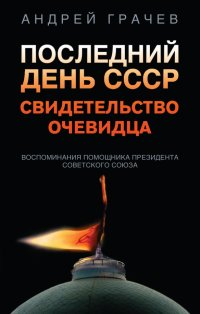 АНДРЕЙ ГРАЧЕВ
ПОСЛЕДНИЙ
ДЕНЬ СССР
СВИДЕТЕЛЬСТВО
ОЧЕВИДЦА
ВОСПОМИНАНИЯ ПОМОЩНИКА ПРЕЗИДЕНТА
СОВЕТСКОГО СОЮЗА